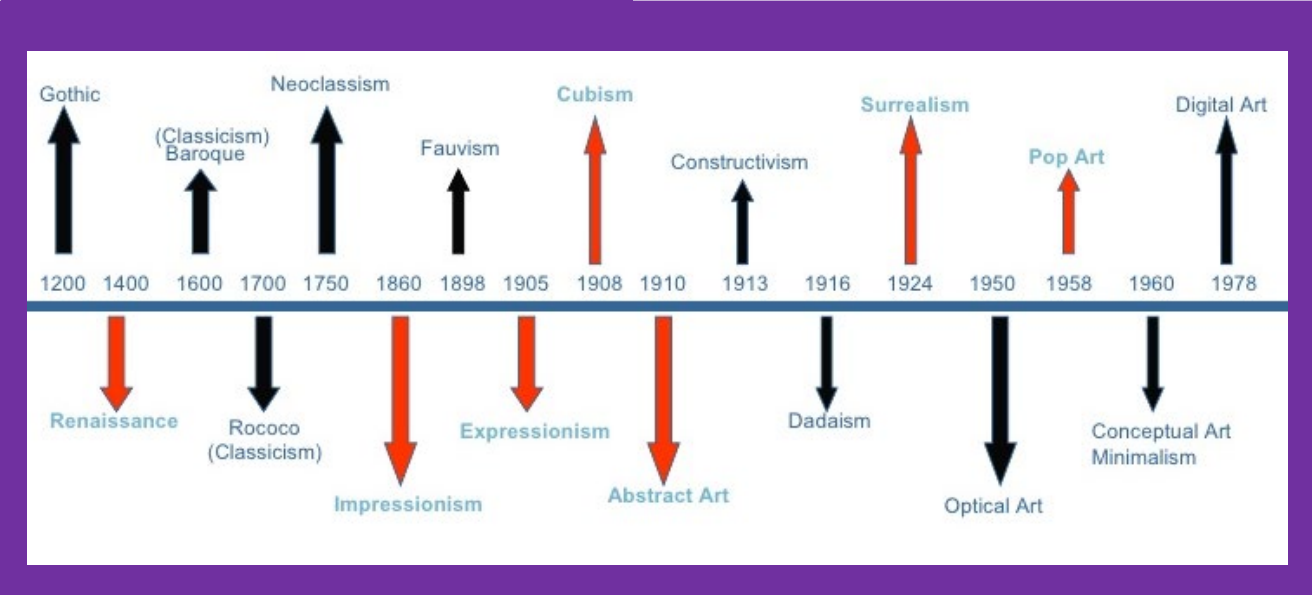 Gothic
Neoclassism
Cubism
Surrealism
Digital Art
(Classicism)
Baroque
Fauvism
Constructivism
Pop Art
1200 1400 1600 1700 1750 1860 1898 1905 1908 1910 1913 1916 1924 1950 1958 1960 1978
Renaissance
Rococo
(Classicism)
Expressionism
Dadaism
Conceptual Art
Minimalism
Impressionism
Abstract Art
Optical Art